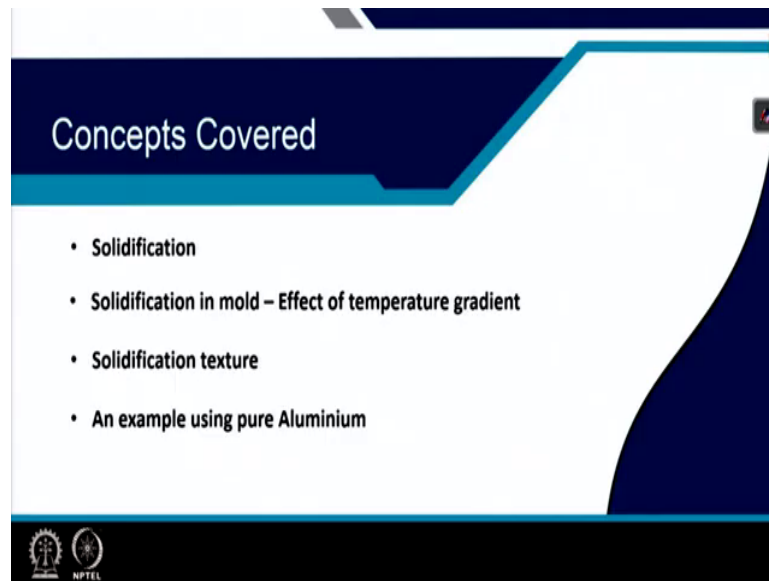 Concepts Covered
• Solidification
• Solidification in mold – Effect of temperature gradient
• Solidification texture
• An example using pure Aluminium
NPTEL